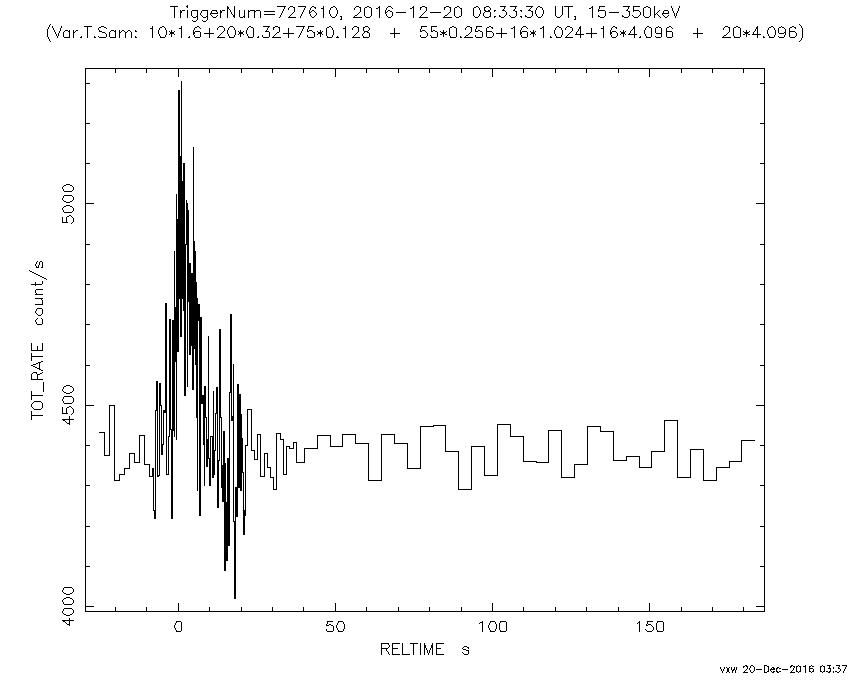 TriggerNum=727610, 2016-12-20 08:33:30 UT, 15-350keV
(Var.T.Sam: 10*1.6+20*0.32+75*0.128 + 55*0.256+16*1.024+16*4.096 + 20*4.096)
5000
4500
4000
TOT_RATE count/s
0 50 100 150
RELTIME s
vxw 20-Dec-2016 03:37